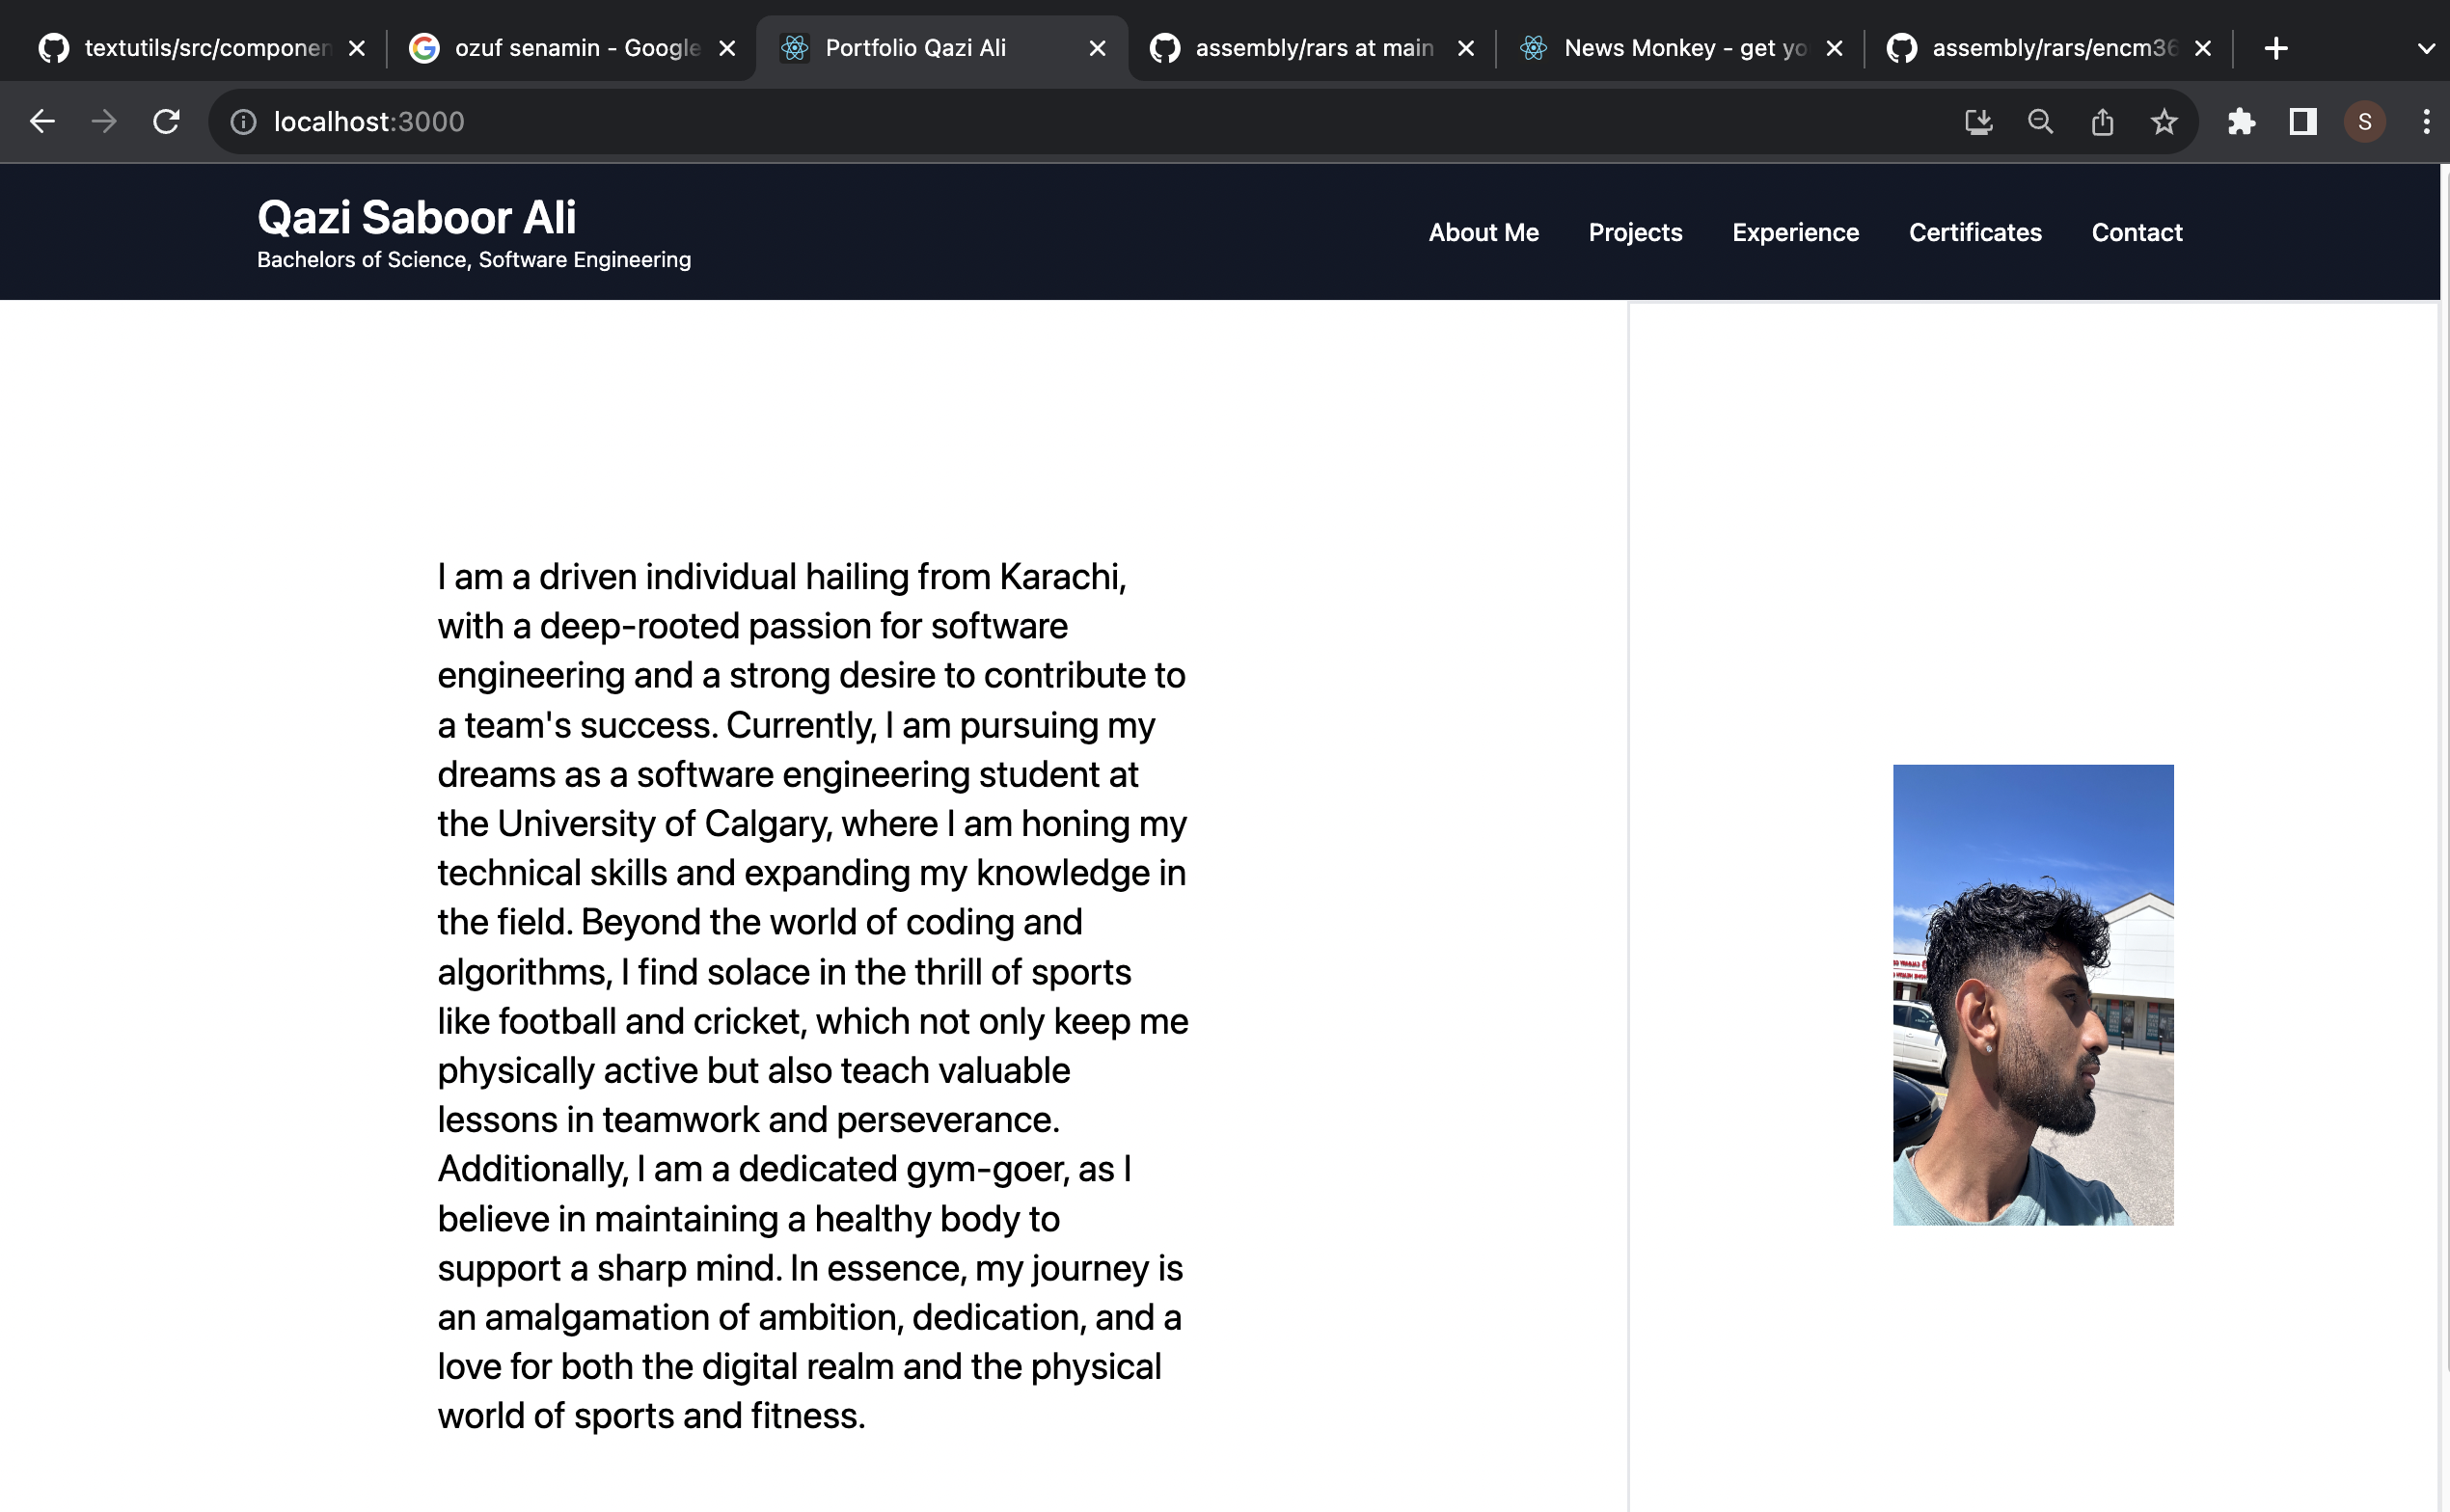 textutils/src/componen
ozuf senamin - Google
Portfolio Qazi Ali
assembly/rars at main
News Monkey - get yo
assembly/rars/encm36
localhost:3000
S
Qazi Saboor Ali
Bachelors of Science, Software Engineering
About Me Projects Experience Certificates Contact
I am a driven individual hailing from Karachi,
with a deep-rooted passion for software
engineering and a strong desire to contribute to
a team's success. Currently, I am pursuing my
dreams as a software engineering student at
the University of Calgary, where I am honing my
technical skills and expanding my knowledge in
the field. Beyond the world of coding and
algorithms, I find solace in the thrill of sports
like football and cricket, which not only keep me
physically active but also teach valuable
lessons in teamwork and perseverance.
Additionally, I am a dedicated gym-goer, as I
believe in maintaining a healthy body to
support a sharp mind. In essence, my journey is
an amalgamation of ambition, dedication, and a
love for both the digital realm and the physical
world of sports and fitness.